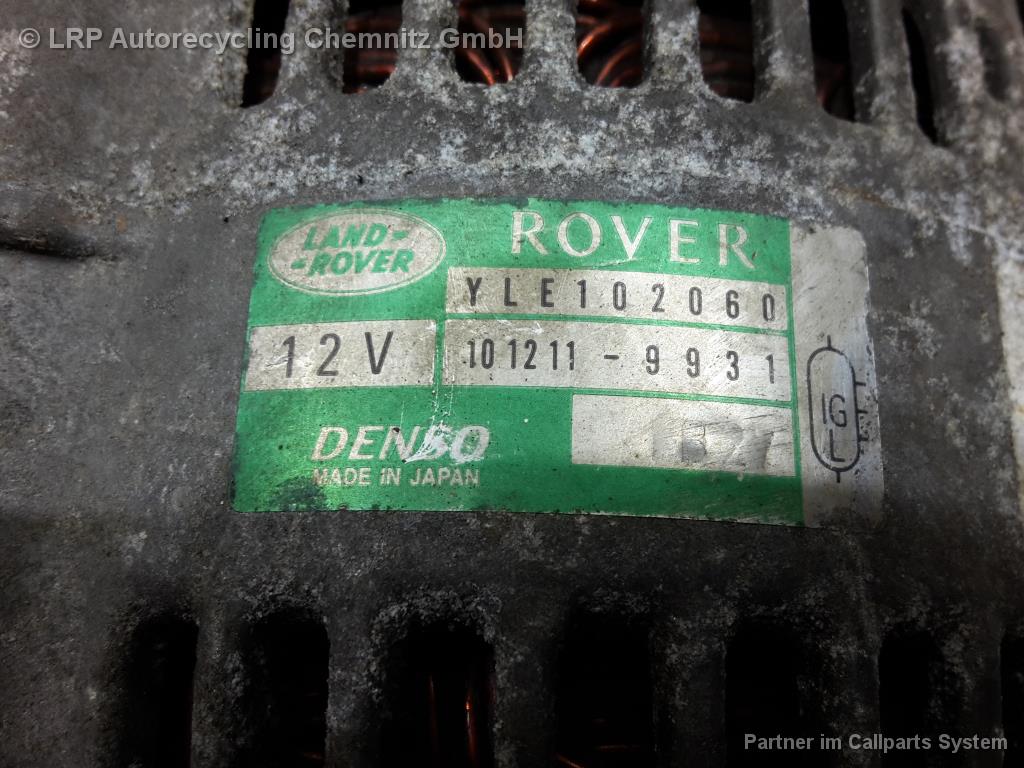 © LRP Autorecycling Chemnitz GmbH
LAND-
-ROVER
ROVER
YLE102060
12V
101211-9931
DENSO
MADE IN JAPAN
IG
L
Partner im Callparts System